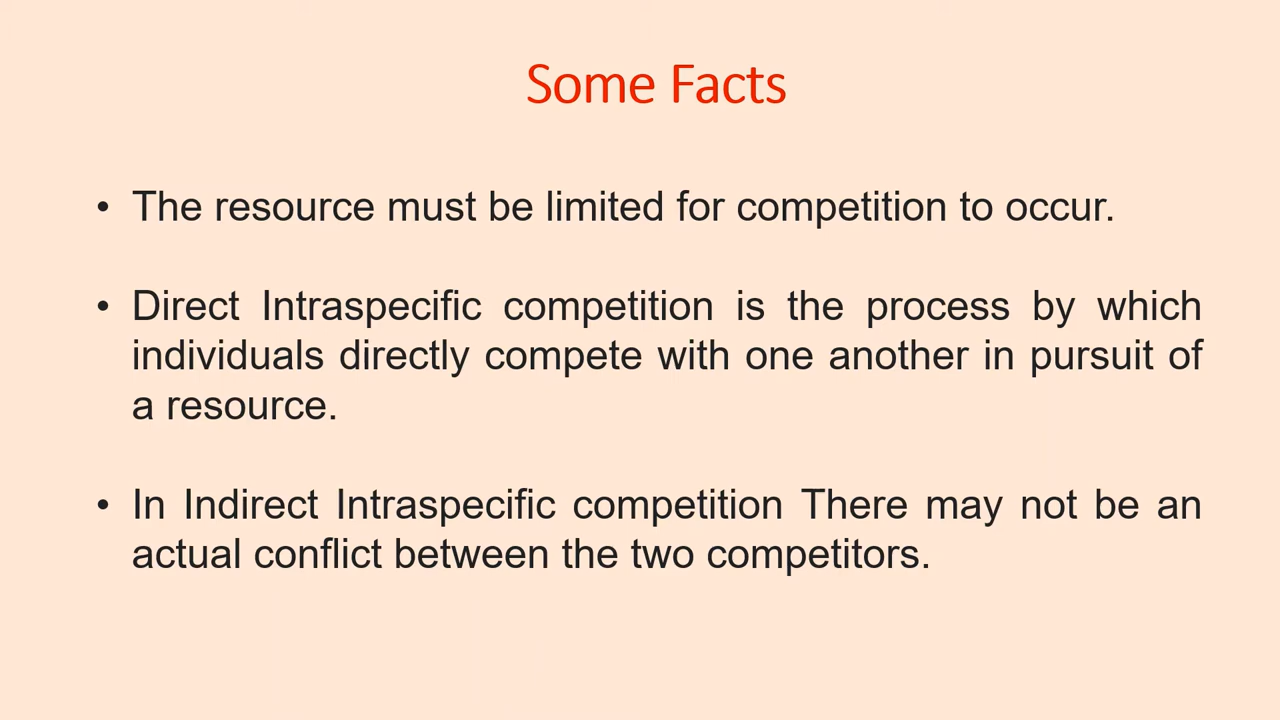 Some Facts
• The resource must be limited for competition to occur.
• Direct Intraspecific competition is the process by which
individuals directly compete with one another in pursuit of
a resource.
• In Indirect Intraspecific competition There may not be an
actual conflict between the two competitors.